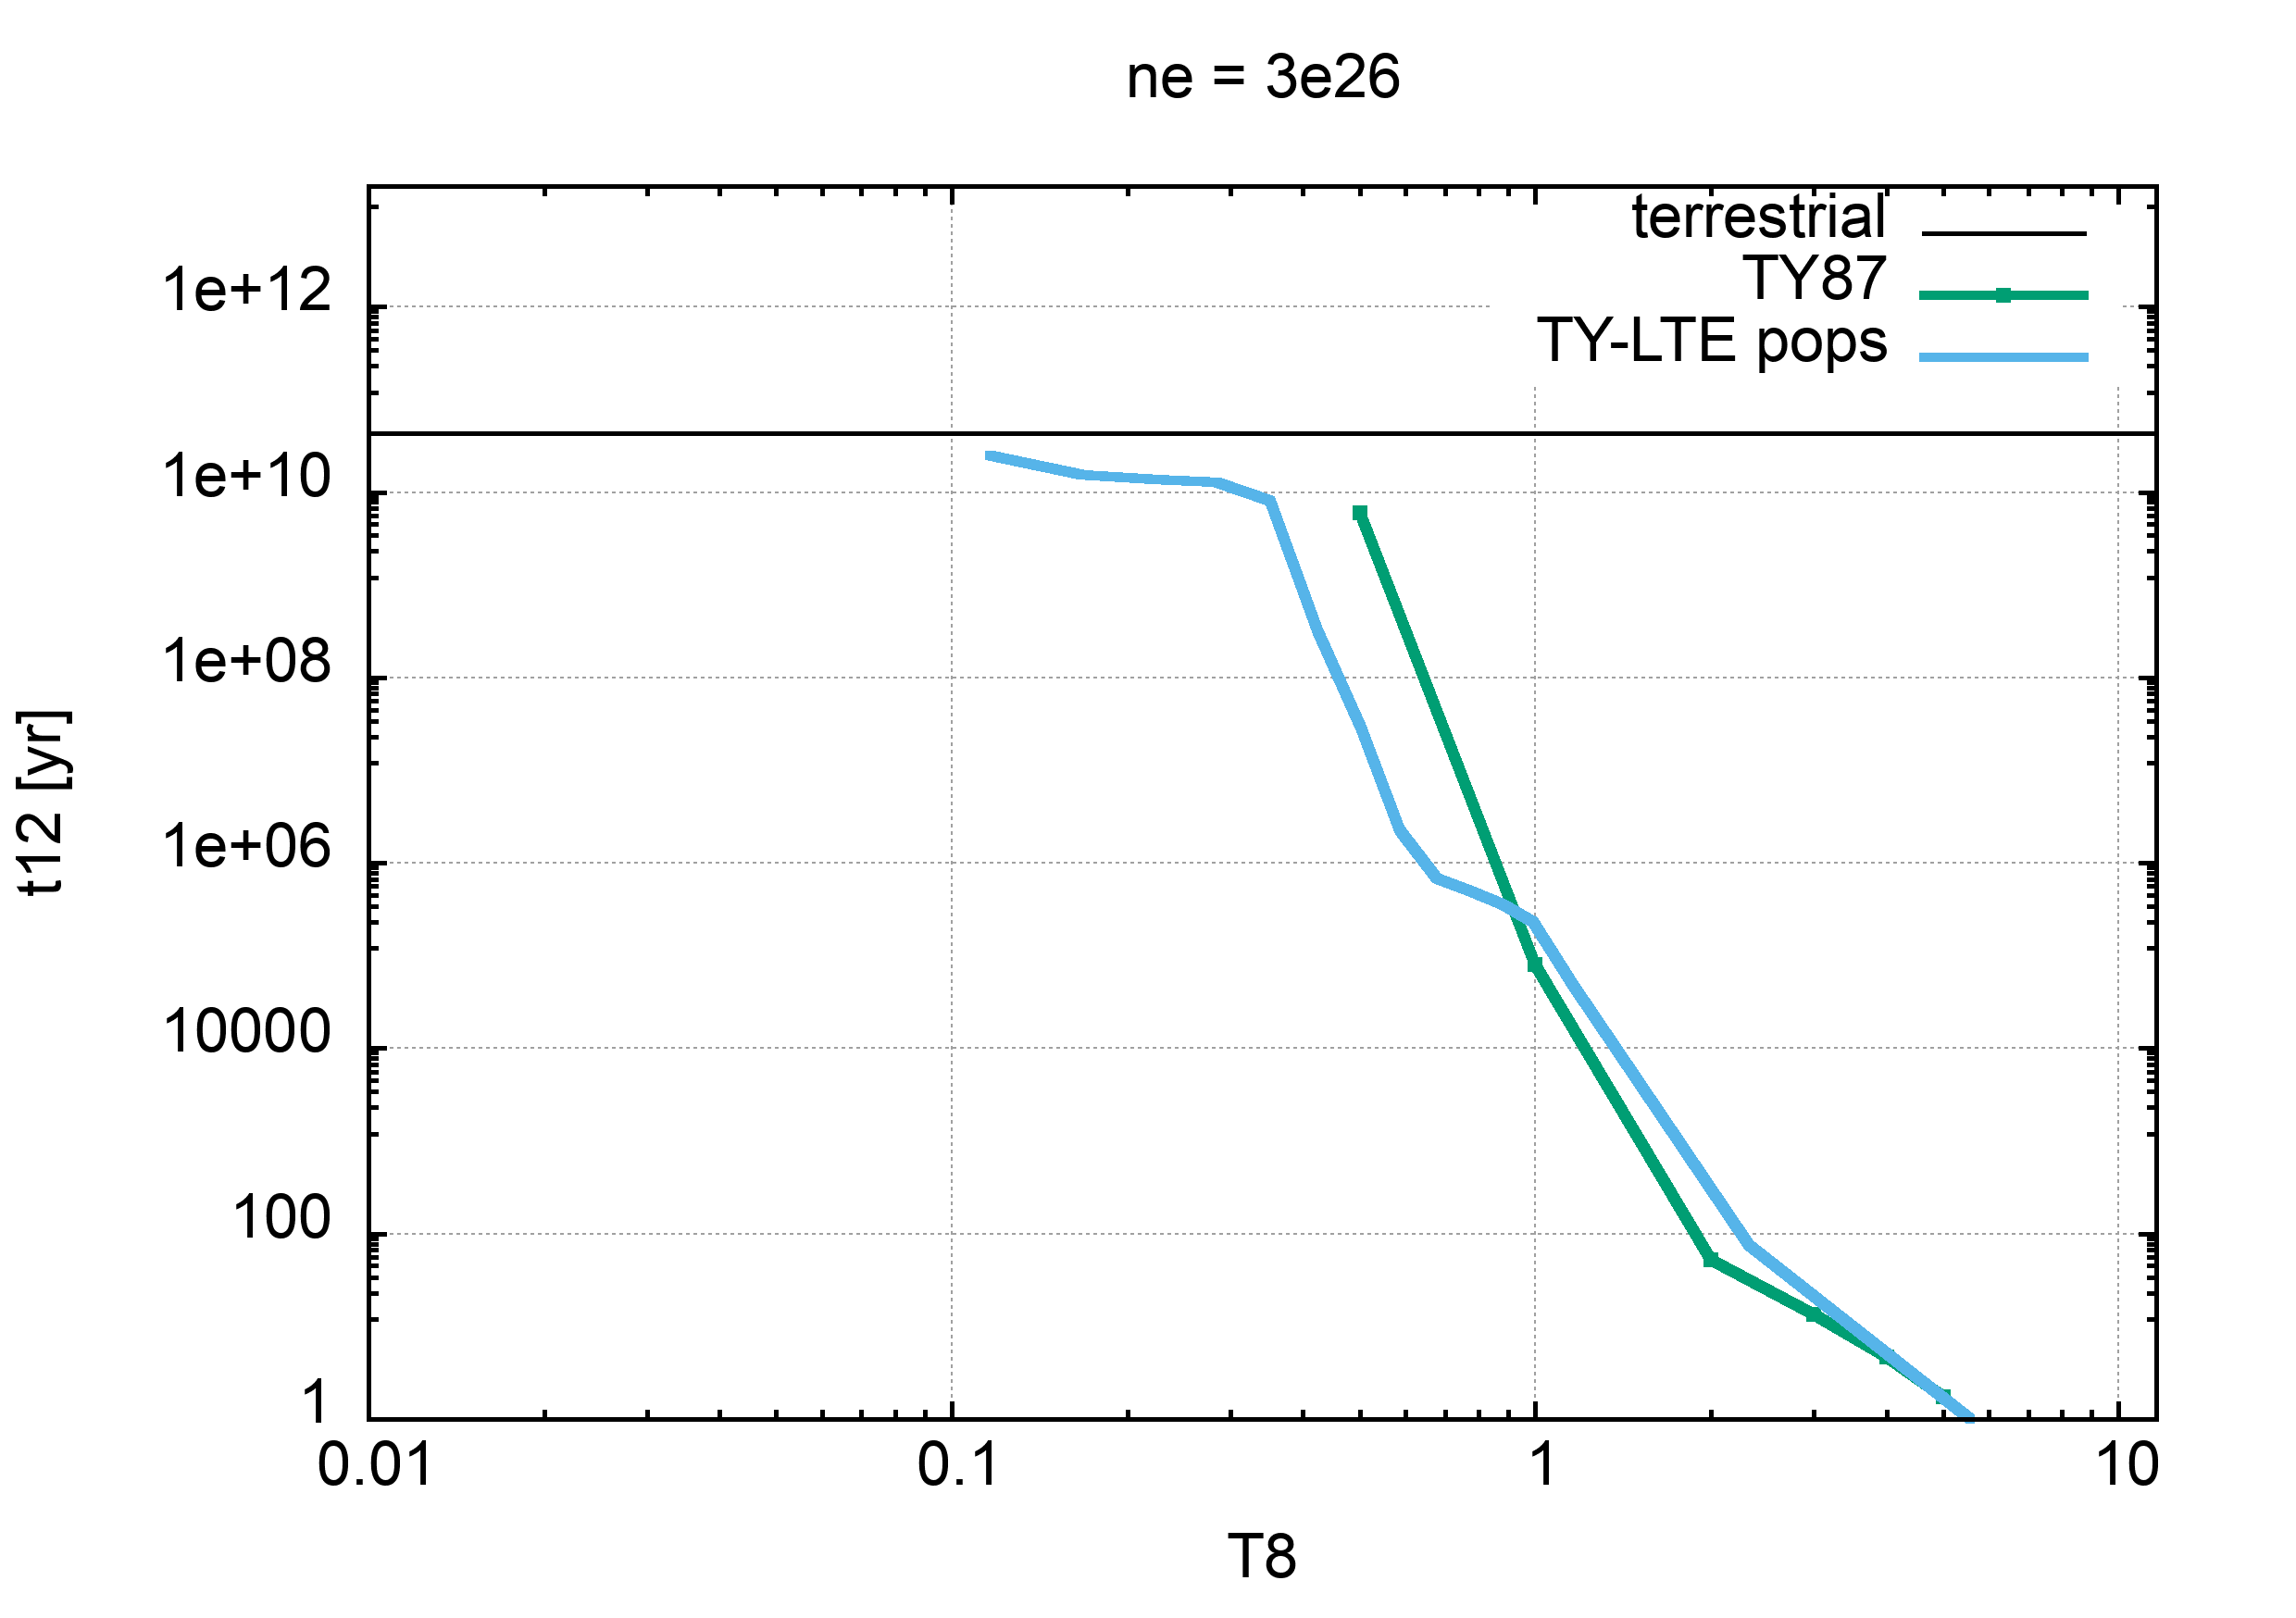 ne = 3e26
terrestrial
TY87
TY-LTE pops
1e+12
1e+10
1e+08
1e+06
10000
100
1
t12 [yr]
0.01 0.1 1 10
T8